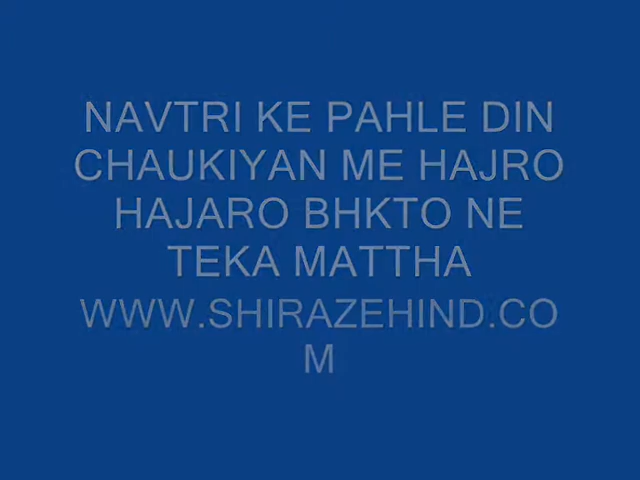 NAVTRI KE PAHLE DIN
CHAUKIYAN ME HAJRO
HAJARO BHKTO NE
TEKA MATTHA
WWW.SHIRAZEHIND.CO
M